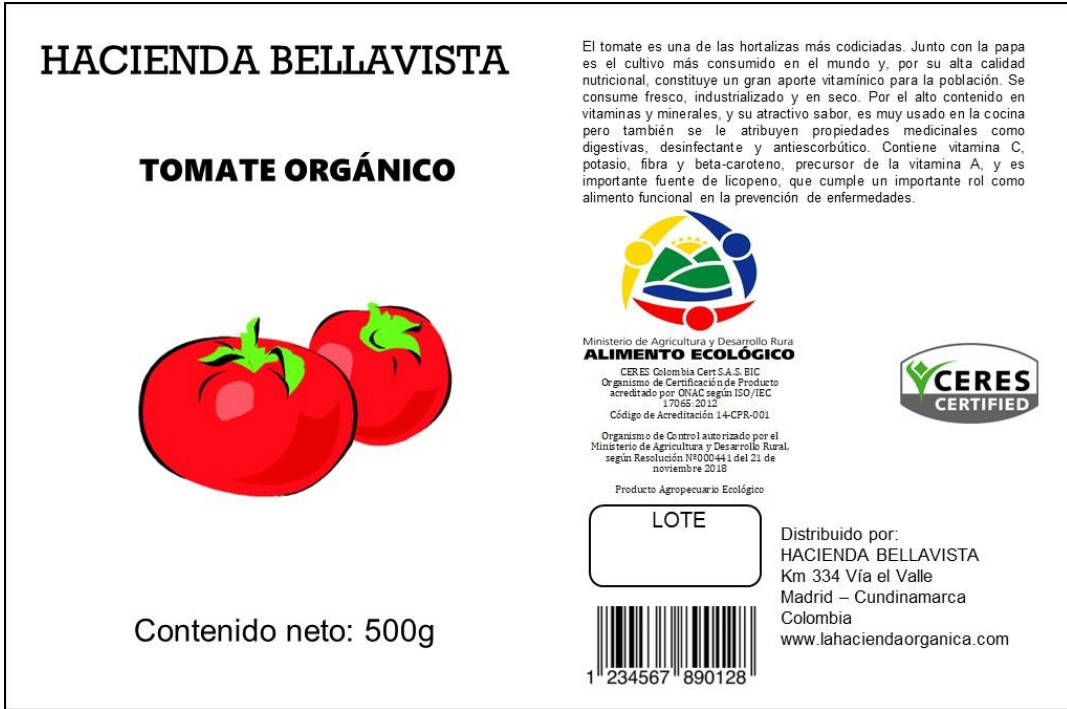 HACIENDA BELLAVISTA
TOMATE ORGÁNICO
Contenido neto: 500g
El tomate es una de las hortalizas más codiciadas. Junto con la papa
es el cultivo más consumido en el mundo y, por su alta calidad
nutricional, constituye un gran aporte vitamínico para la población. Se
consume fresco, industrializado y en seco. Por el alto contenido en
vitaminas y minerales, y su atractivo sabor, es muy usado en la cocina
pero también se le atribuyen propiedades medicinales como
digestivas, desinfectante y antiescorbútico. Contiene vitamina C,
potasio, fibra y beta-caroteno, precursor de la vitamina A, y es
importante fuente de licopeno, que cumple un importante rol como
alimento funcional en la prevención de enfermedades.
Ministerio de Agricultura y Desarrollo Rura
ALIMENTO ECOLÓGICO
CERES Colombia Cert S.A.S. BIC
Organismo de Certificación de Producto
acreditado por ONAC según ISO/IEC
17065:2012
Código de Acreditación 14-CPR-001
Organismo de Control autorizado por el
Ministerio de Agricultura y Desarrollo Rural,
según Resolución Nº000441 del 21 de
noviembre 2018
Producto Agropecuario Ecológico
CERES
CERTIFIED
LOTE
Distribuido por:
HACIENDA BELLAVISTA
Km 334 Vía el Valle
Madrid – Cundinamarca
Colombia
www.lahaciendaorganica.com
1 234567 890128